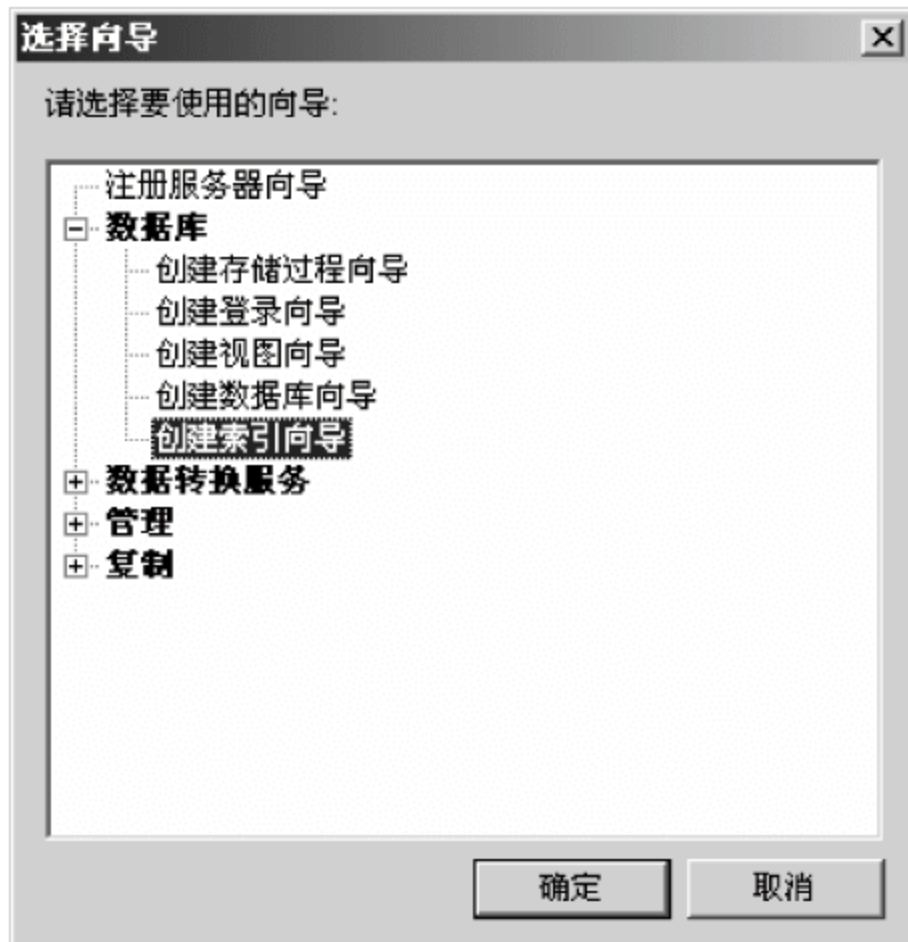 选择向导
请选择要使用的向导:
注册服务器向导
数据库
创建存储过程向导
创建登录向导
创建视图向导
创建数据库向导
创建索引向导
数据转换服务
管理
复制
确定 取消